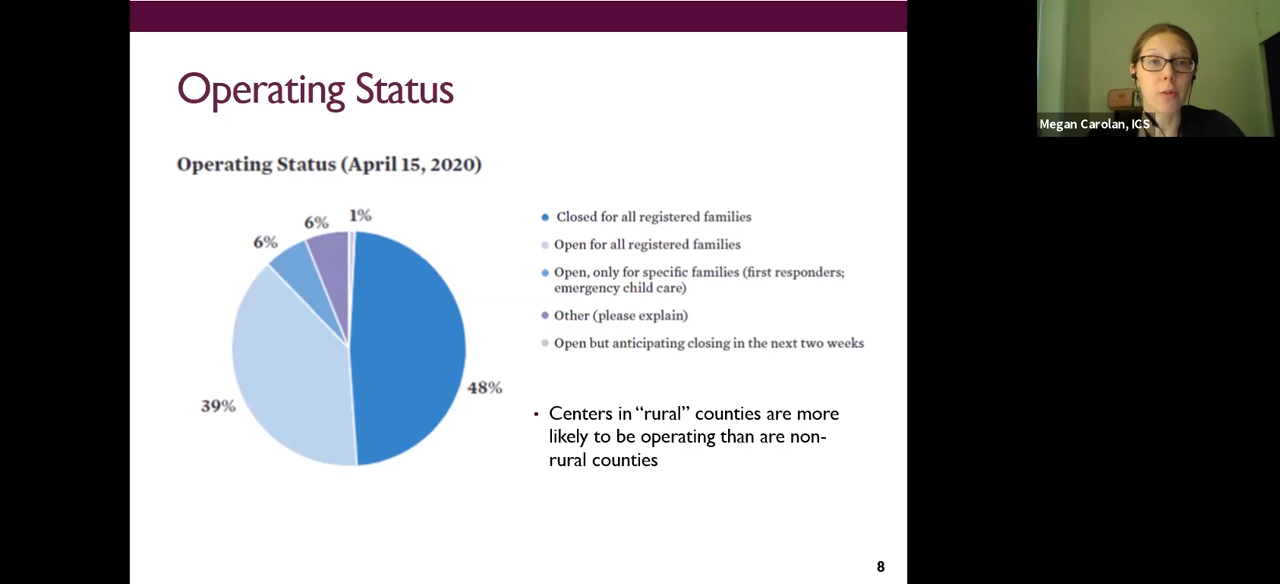 Operating Status
Operating Status (April 15, 2020)
6%
6%
1%
39%
48%
Closed for all registered families
Open for all registered families
Open, only for specific families (first responders;
emergency child care)
Other (please explain)
Open but anticipating closing in the next two weeks
• Centers in “rural” counties are more
likely to be operating than are non-
rural counties
8
Megan Carolan, ICS